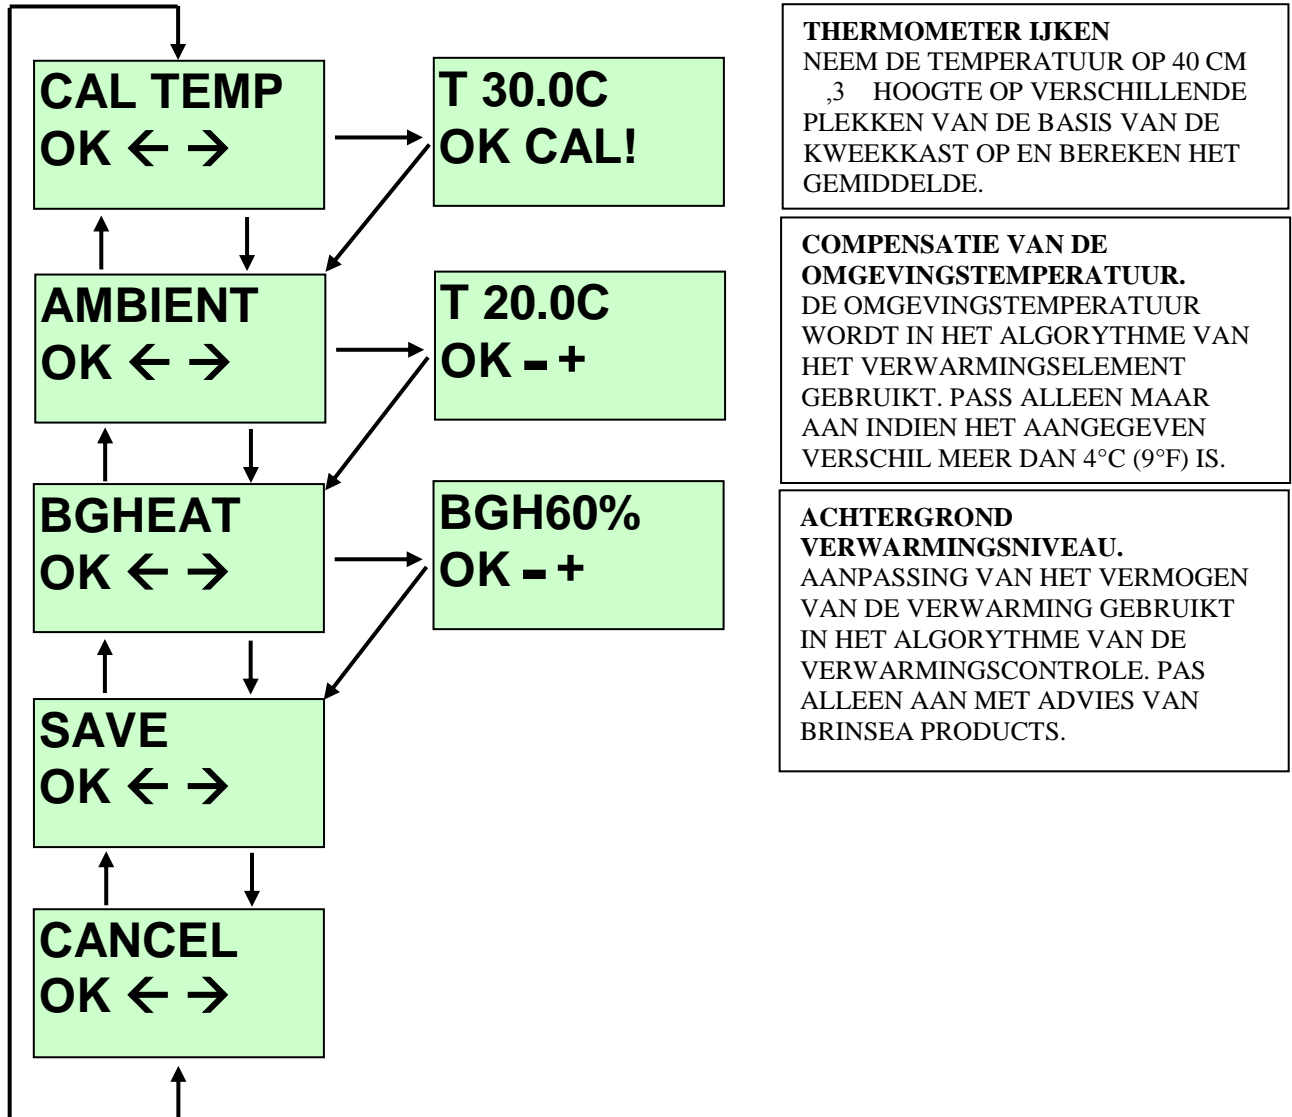 CAL TEMP
OK ← →
T 30.0C
OK CAL!
THERMOMETER IJKEN
NEEM DE TEMPERATUUR OP 40 CM
,3 HOOGTE OP VERSCHILLENDE
PLEKKEN VAN DE BASIS VAN DE
KWEEKKAST OP EN BEREKEN HET
GEMIDDELDE.
AMBIENT
OK ← →
T 20.0C
OK - +
COMPENSATIE VAN DE
OMGEVINGSTEMPERATUUR.
DE OMGEVINGSTEMPERATUUR
WORDT IN HET ALGORYTHME VAN
HET VERWARMINGSELEMENT
GEBRUIKT. PASS ALLEEN MAAR
AAN INDIEN HET AANGEGEVEN
VERSCHIL MEER DAN 4°C (9°F) IS.
BGHEAT
OK ← →
BGH60%
OK - +
ACHTERGROND
VERWARMINGSNIVEAU.
AANPASSING VAN HET VERMOGEN
VAN DE VERWARMING GEBRUIKT
IN HET ALGORYTHME VAN DE
VERWARMINGSCONTROLE. PAS
ALLEEN AAN MET ADVIES VAN
BRINSEA PRODUCTS.
SAVE
OK ← →
CANCEL
OK ← →